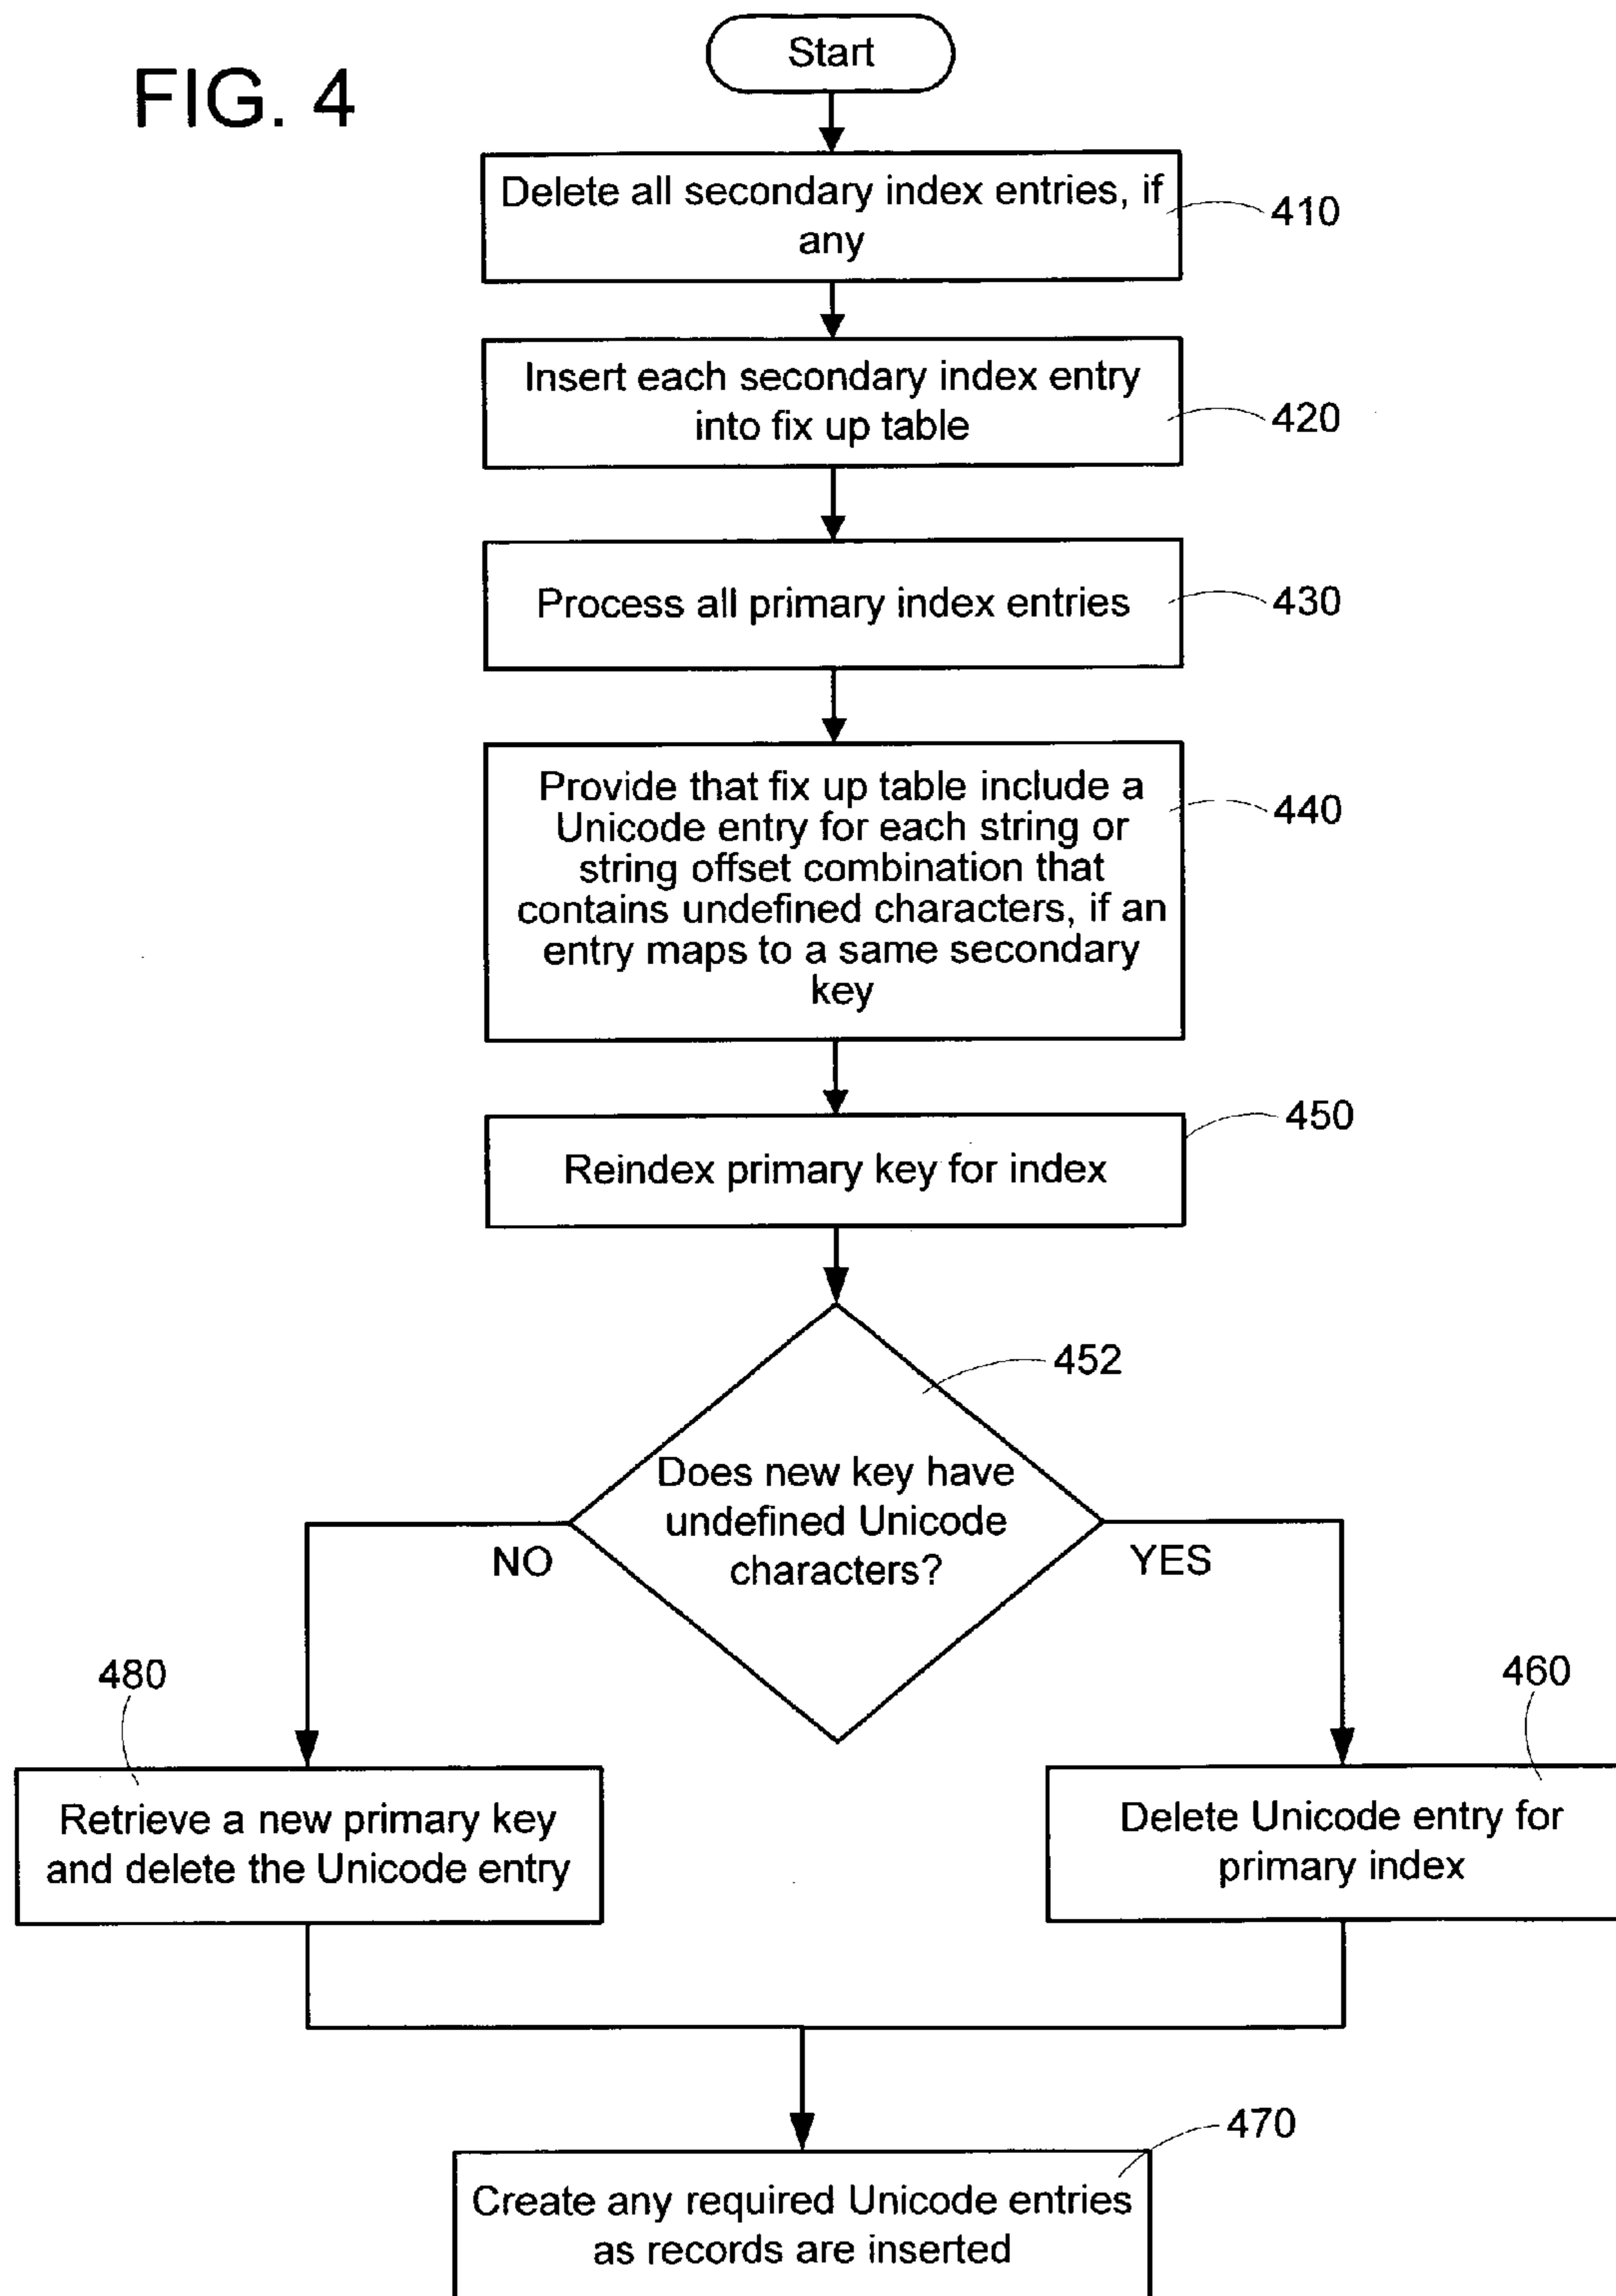 FIG. 4
Start
Delete all secondary index entries, if
any
410
Insert each secondary index entry
into fix up table
420
Process all primary index entries
430
Provide that fix up table include a
Unicode entry for each string or
string offset combination that
contains undefined characters, if an
entry maps to a same secondary
key
440
450
Reindex primary key for index
452
Does new key have
undefined Unicode
characters?
NO
YES
480
460
Retrieve a new primary key
and delete the Unicode entry
Delete Unicode entry for
primary index
470
Create any required Unicode entries
as records are inserted